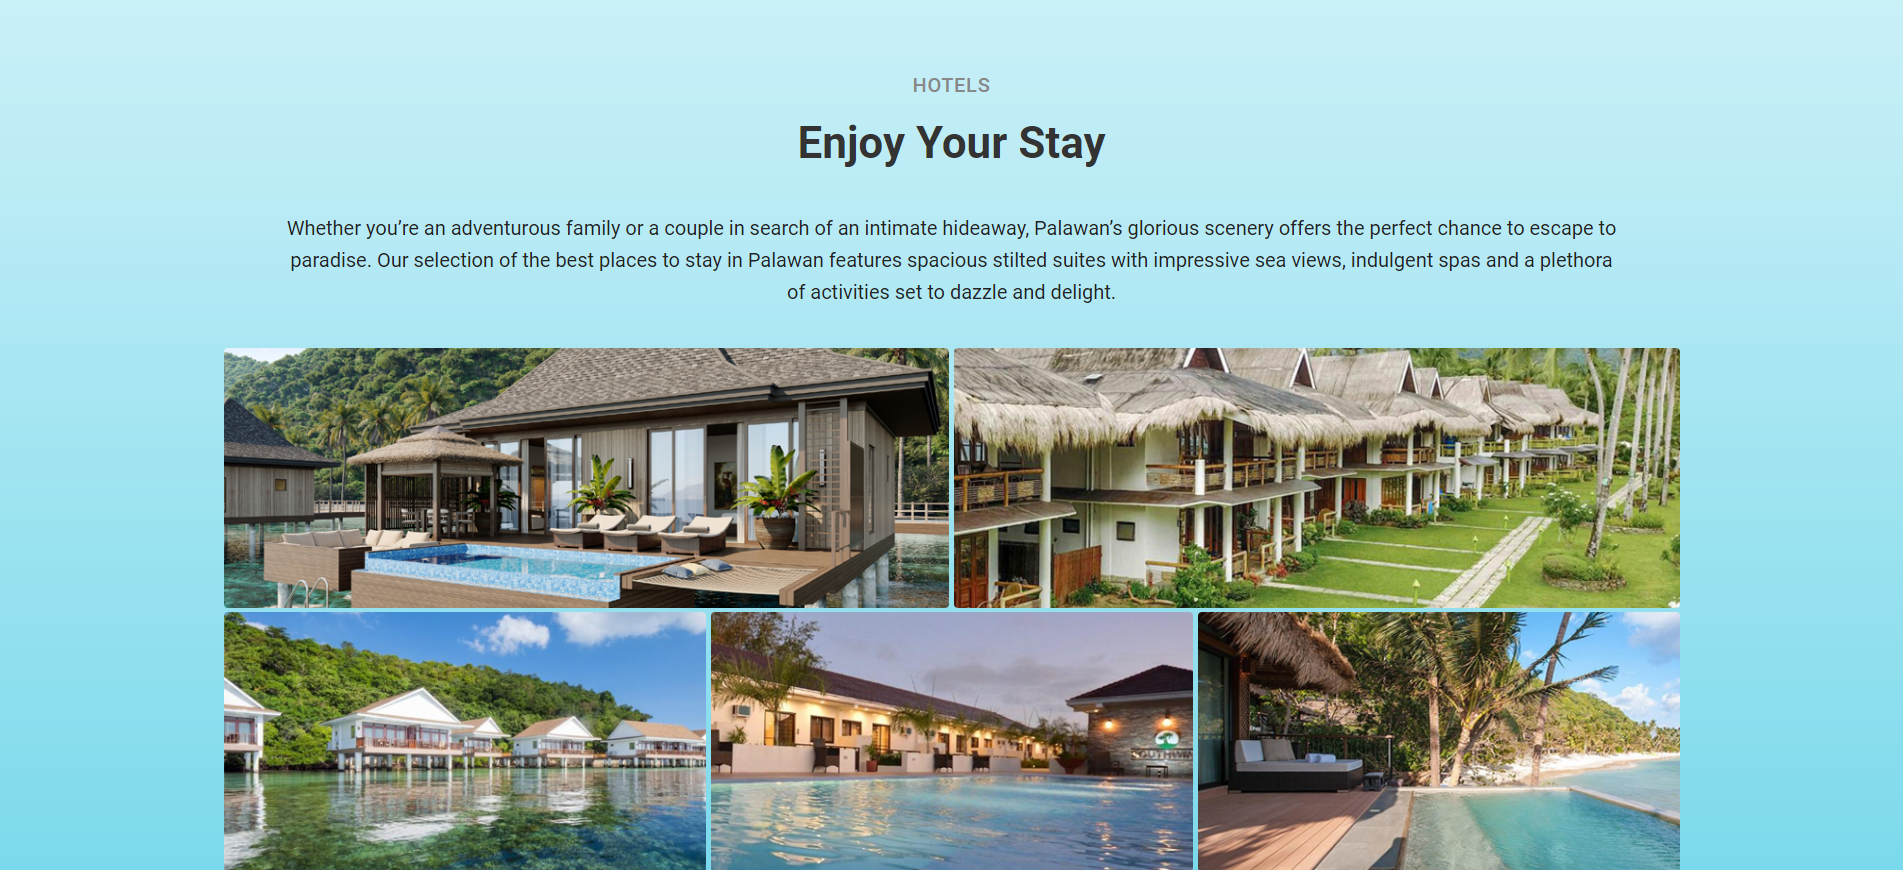 HOTELS
Enjoy Your Stay
Whether you’re an adventurous family or a couple in search of an intimate hideaway, Palawan’s glorious scenery offers the perfect chance to escape to
paradise. Our selection of the best places to stay in Palawan features spacious stilted suites with impressive sea views, indulgent spas and a plethora
of activities set to dazzle and delight.